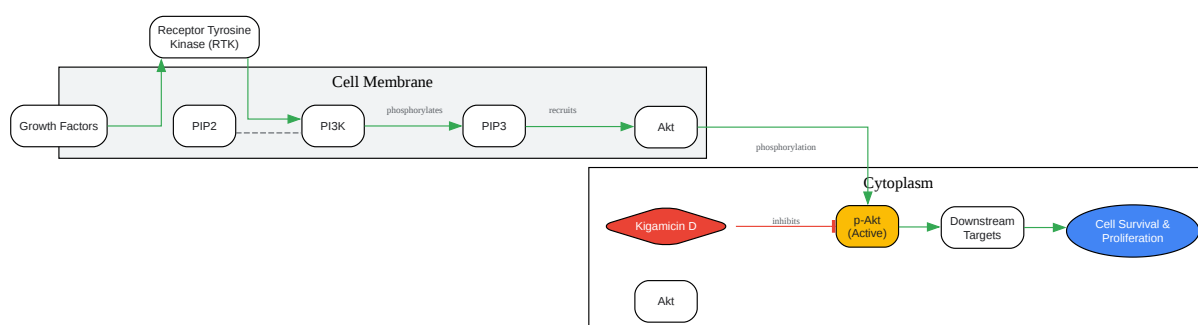 Receptor Tyrosine
Kinase (RTK)
Cell Membrane
Growth Factors
PIP2
PI3K
phosphorylates
PIP3
recruits
Akt
phosphorylation
Cytoplasm
Kigamicin D
inhibits
p-Akt
(Active)
Downstream
Targets
Cell Survival &
Proliferation
Akt